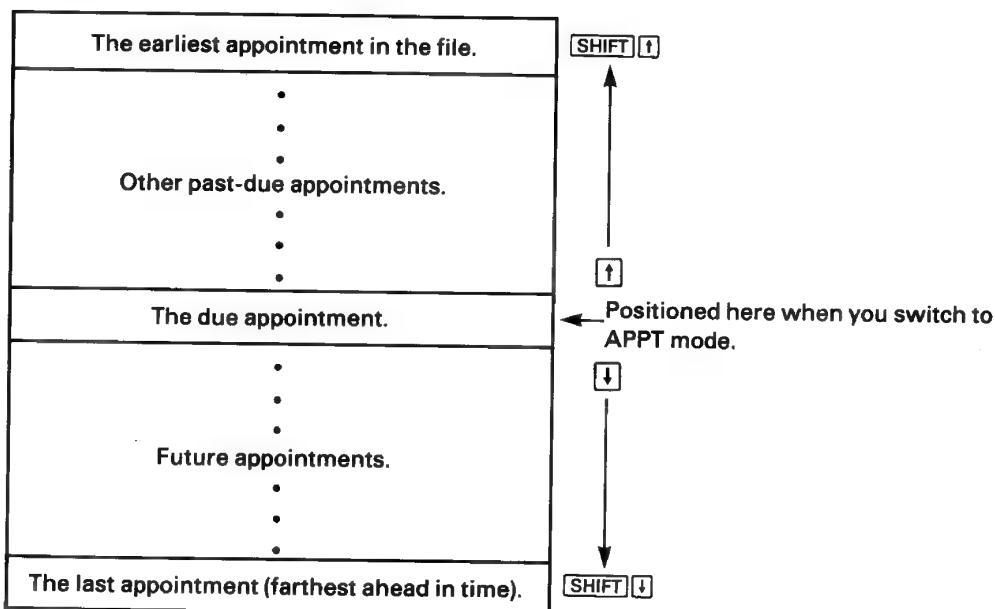 The earliest appointment in the file.
SHIFT ↑
Other past-due appointments.
↑
The due appointment.
Positioned here when you switch to
APPT mode.
↓
Future appointments.
The last appointment (farthest ahead in time).
SHIFT ↓